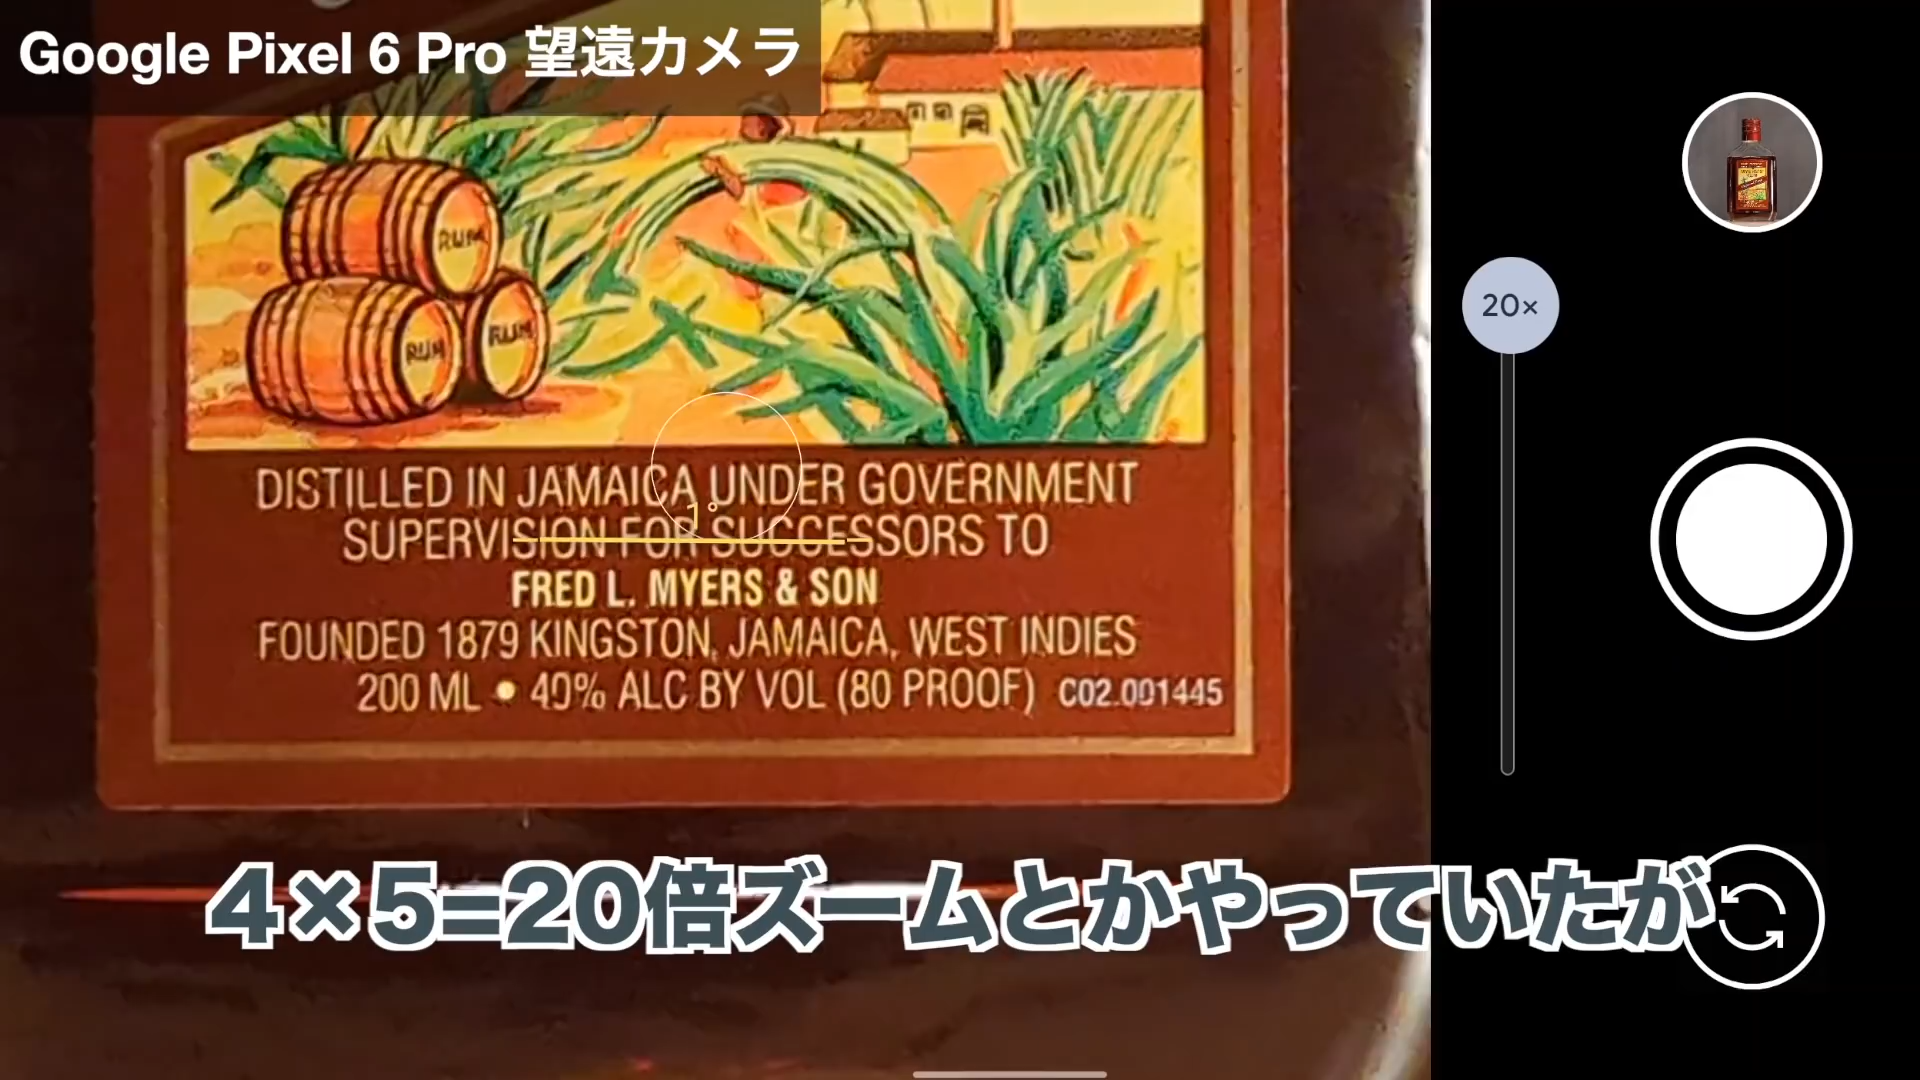 Google Pixel 6 Pro 望遠カメラ
RUM
RUM
RUM
20×
DISTILLED IN JAMAICA UNDER GOVERNMENT
1°
SUPERVISION FOR SUCCESSORS TO
FRED L. MYERS & SON
FOUNDED 1879 KINGSTON, JAMAICA, WEST INDIES
200 ML • 40% ALC BY VOL (80 PROOF) C02.001445
4×5=20倍ズームとかやっていたが